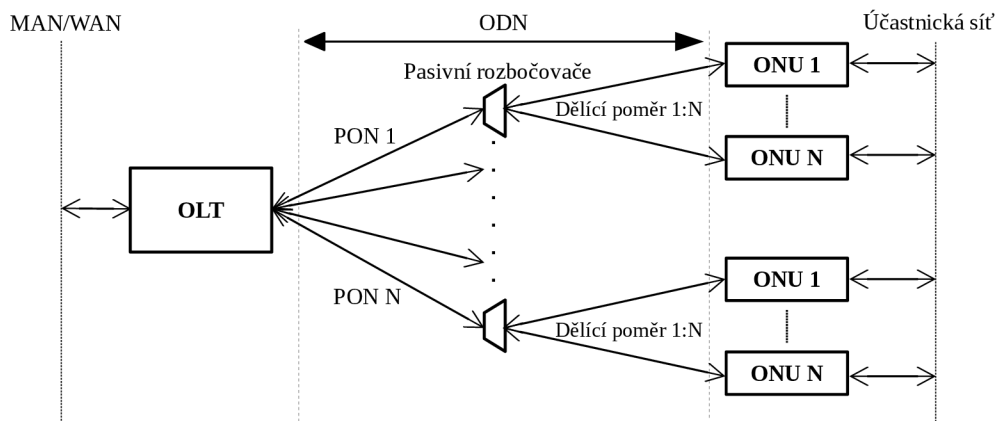 MAN/WAN
ODN
Účastnická síť
Pasivní rozbočovače
ONU 1
Dělící poměr 1:N
PON 1
ONU N
OLT
ONU 1
PON N
Dělící poměr 1:N
ONU N